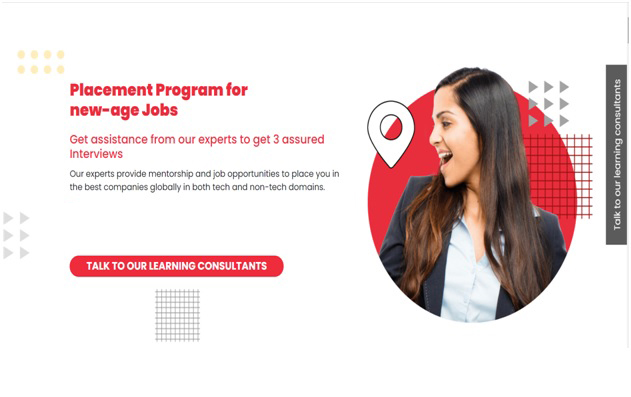 Placement Program for
new-age Jobs
Get assistance from our experts to get 3 assured
Interviews
Our experts provide mentorship and job opportunities to place you in
the best companies globally in both tech and non-tech domains.
TALK TO OUR LEARNING CONSULTANTS
Talk to our learning consultants